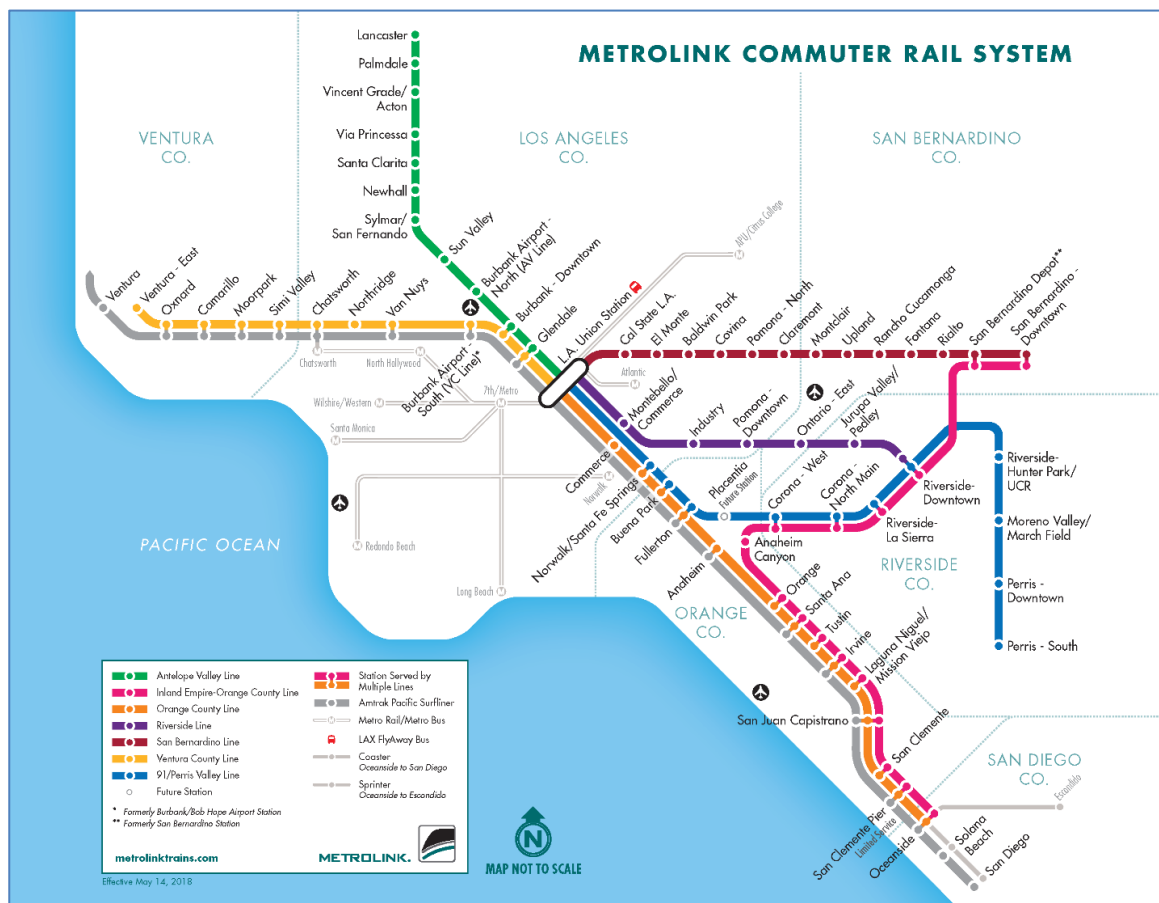 METROLINK COMMUTER RAIL SYSTEM
VENTURA
CO.
LOS ANGELES
CO.
SAN BERNARDINO
CO.
Lancaster
Palmdale
Vincent Grade/
Acton
Via Princessa
Santa Clarita
Newhall
Sylmar/
San Fernando
Sun Valley
Burbank Airport -
North (AV Line)
Burbank - Downtown
Glendale
L.A. Union Station
APU/Citrus College
M
Ventura
Ventura - East
Oxnard
Camarillo
Moorpark
Simi Valley
Chatsworth
Northridge
Van Nuys
Burbank Airport -
South (VC Line)*
M
Chatsworth
M
North Hollywood
7th/Metro
M
Wilshire/Western
M
Santa Monica
M
M
Redondo Beach
Long Beach
M
Norwalk
M
Atlantic
M
Cal State L.A.
El Monte
Baldwin Park
Covina
Pomona - North
Claremont
Montclair
Upland
Rancho Cucamonga
Fontana
Rialto
San Bernardino Depot**
San Bernardino -
Downtown
Montebello/
Commerce
Industry
Pomona -
Downtown
Ontario - East
Jurupa Valley/
Pedley
Riverside-
Downtown
Riverside-
La Sierra
Riverside-
Hunter Park/
UCR
Moreno Valley/
March Field
Perris -
Downtown
Perris - South
Commerce
Norwalk/Santa Fe Springs
Buena Park
Fullerton
Placentia
Future Station
Corona - West
Corona -
North Main
Anaheim
Canyon
Anaheim
Orange
Santa Ana
Tustin
Irvine
Laguna Niguel/
Mission Viejo
San Juan Capistrano
San Clemente
San Clemente Pier
Limited Service
Oceanside
Solana
Beach
San Diego
Escondido
PACIFIC OCEAN
ORANGE
CO.
RIVERSIDE
CO.
SAN DIEGO
CO.
Antelope Valley Line
Inland Empire-Orange County Line
Orange County Line
Riverside Line
San Bernardino Line
Ventura County Line
91/Perris Valley Line
Future Station
* Formerly Burbank/Bob Hope Airport Station
** Formerly San Bernardino Station
Station Served by
Multiple Lines
Amtrak Pacific Surfliner
M
Metro Rail/Metro Bus
LAX FlyAway Bus
Coaster
Oceanside to San Diego
Sprinter
Oceanside to Escondido
metrolinktrains.com
METROLINK.
Effective May 14, 2018
N
MAP NOT TO SCALE